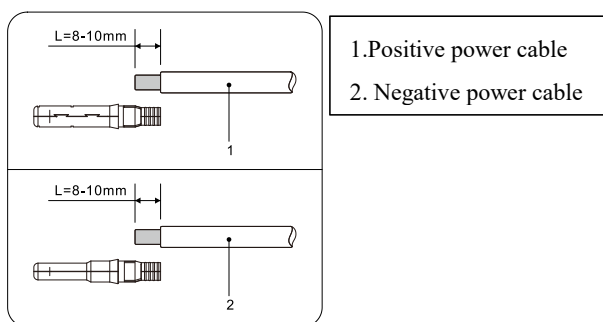 L=8-10mm
1
L=8-10mm
2
1.Positive power cable
2. Negative power cable